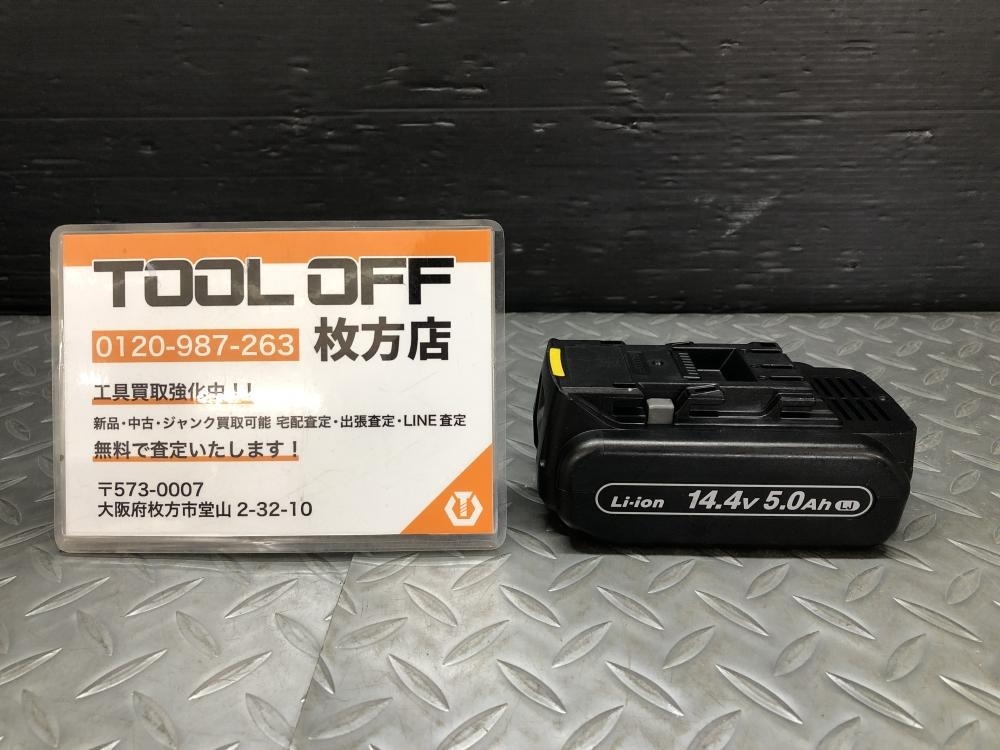 TOOL OFF
0120-987-263 枚方店
工具買取強化中！！
新品・中古・ジャンク買取可能 宅配査定・出張査定・LINE査定
無料で査定いたします！
〒573-0007
大阪府枚方市堂山 2-32-10
Li-ion 14.4V 5.0Ah LJ